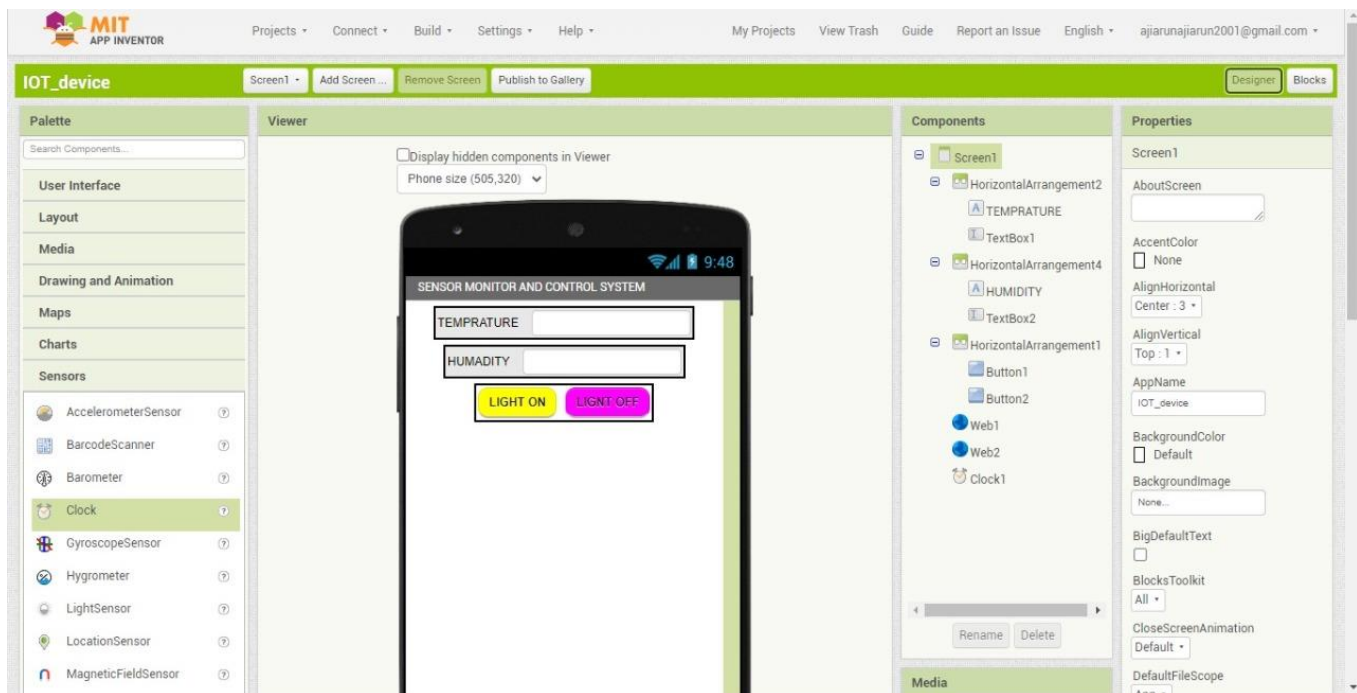 MIT
APP INVENTOR
Projects Connect Build Settings Help My Projects View Trash Guide Report an Issue English ajiarunajiarun2001@gmail.com
IOT_device
Screen1 Add Screen ... Remove Screen Publish to Gallery Designer Blocks
Palette
Search Components...
User Interface
Layout
Media
Drawing and Animation
Maps
Charts
Sensors
AccelerometerSensor
BarcodeScanner
Barometer
Clock
GyroscopeSensor
Hygrometer
LightSensor
LocationSensor
MagneticFieldSensor
Viewer
Display hidden components in Viewer
Phone size (505,320)
9:48
SENSOR MONITOR AND CONTROL SYSTEM
TEMPRATURE
HUMADITY
LIGHT ON LIGNT OFF
Components
Screen1
HorizontalArrangement2
TEMPRATURE
TextBox1
HorizontalArrangement4
HUMIDITY
TextBox2
HorizontalArrangement1
Button1
Button2
Web1
Web2
Clock1
Rename Delete
Media
Properties
Screen1
AboutScreen
AccentColor
None
AlignHorizontal
Center : 3
AlignVertical
Top : 1
AppName
IOT_device
BackgroundColor
Default
BackgroundImage
None...
BigDefaultText
BlocksToolkit
All
CloseScreenAnimation
Default
DefaultFileScope